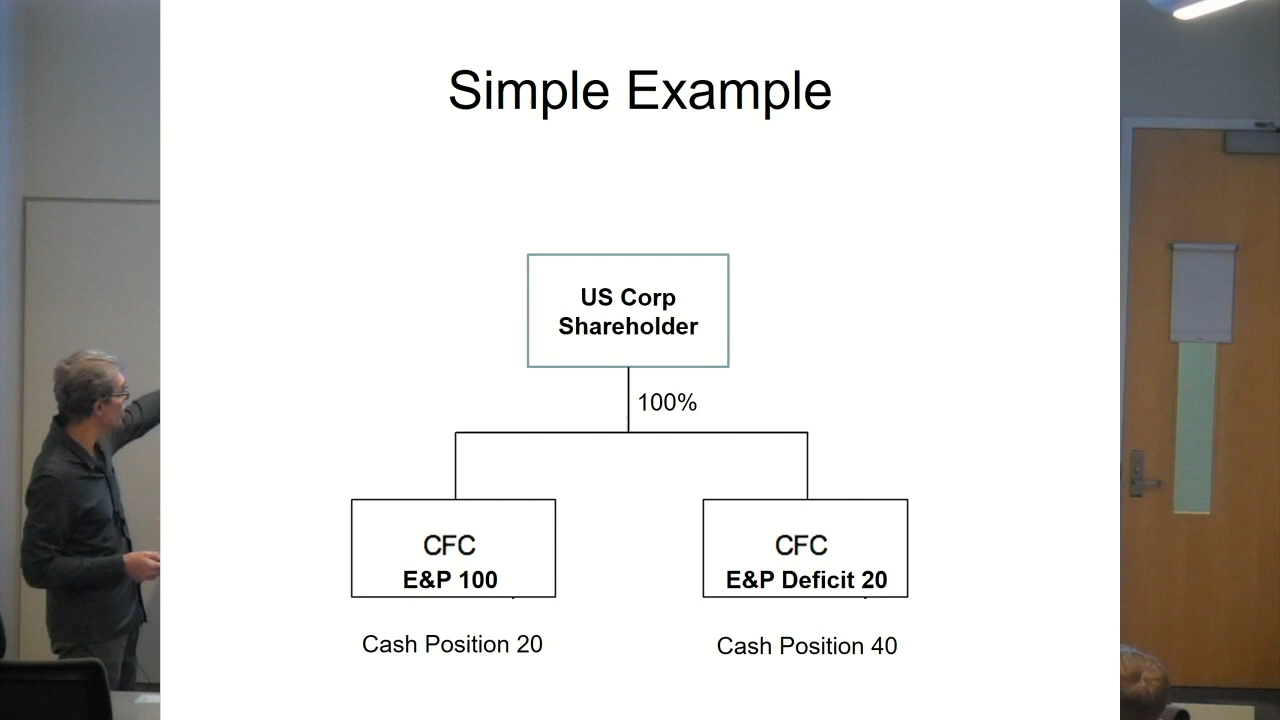 Simple Example
US Corp
Shareholder
100%
CFC
E&P 100
CFC
E&P Deficit 20
Cash Position 20
Cash Position 40